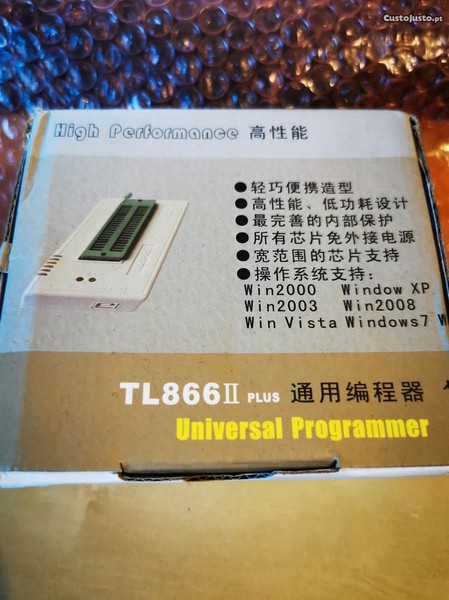 CustoJusto.pt
High Performance 高性能
●轻巧便携造型
●高性能、低功耗设计
●最完善的内部保护
●所有芯片免外接电源
●宽范围的芯片支持
●操作系统支持:
Win2000 Window XP
Win2003 Win2008
Win Vista Windows7
TL866II PLUS 通用编程器
Universal Programmer